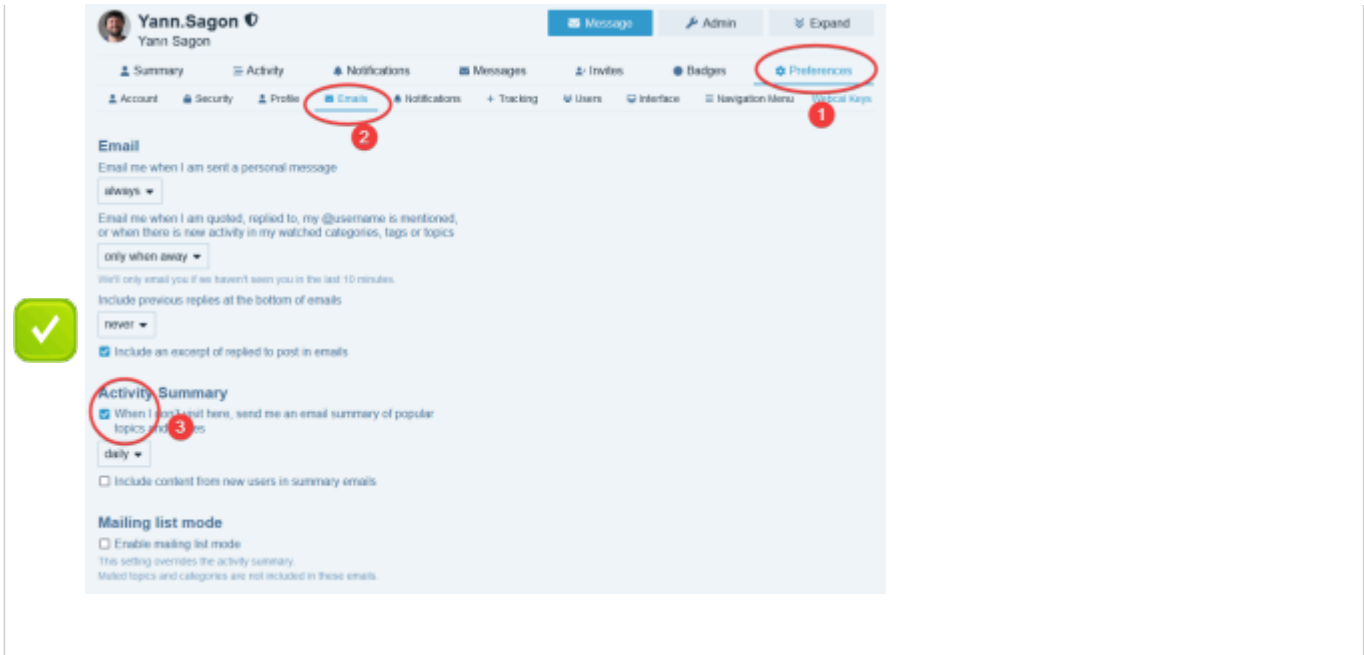 Yann.Sagon
Yann Sagon
Message
Admin
Expand
Summary Activity Notifications Messages Invites Badges Preferences
Account Security Profile Emails Notifications Tracking Users Interface Navigation Menu Webcal Keys
1
2
Email
Email me when I am sent a personal message
always
Email me when I am quoted, replied to, my @username is mentioned,
or when there is new activity in my watched categories, tags or topics
only when away
We'll only email you if we haven't seen you in the last 10 minutes.
Include previous replies at the bottom of emails
never
Include an excerpt of replied to post in emails
Activity Summary
When I don't visit here, send me an email summary of popular
topics and
3
daily
Include content from new users in summary emails
Mailing list mode
Enable mailing list mode
This setting overrides the activity summary.
Muted topics and categories are not included in these emails.